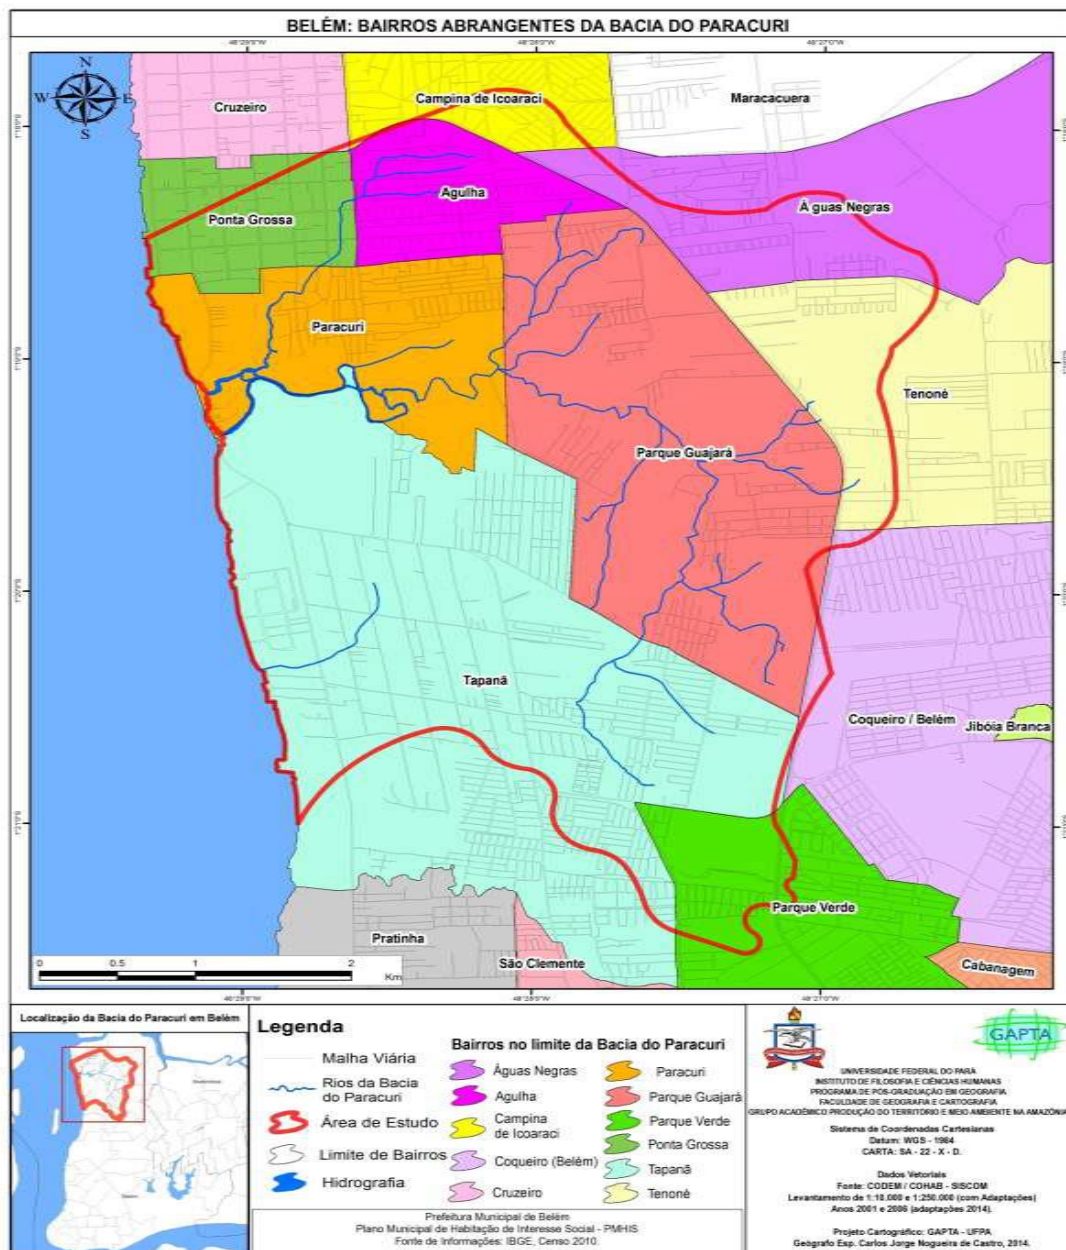 BELÉM: BAIRROS ABRANGENTES DA BACIA DO PARACURI
48°28'0"W
48°27'0"W
N
W
E
S
Cruzeiro
Campina de Icoaraci
Maracacuera
Agulha
Ponta Grossa
À guas Negras
Paracuri
Tenoné
Parque Guajará
Tapanã
Coqueiro / Belém
Jibóia Branca
Parque Verde
Pratinha
São Clemente
Cabanagem
0 0.5 1 2
Km
48°27'0"W
Localização da Bacia do Paracuri em Belém
Legenda
Malha Viária
Rios da Bacia
do Paracuri
Área de Estudo
Limite de Bairros
Hidrografia
Bairros no limite da Bacia do Paracuri
Águas Negras
Agulha
Campina
de Icoaraci
Coqueiro (Belém)
Cruzeiro
Paracuri
Parque Guajará
Parque Verde
Ponta Grossa
Tapanã
Tenoné
Prefeitura Municipal de Belém
Plano Municipal de Habitação de Interesse Social - PMHIS
Fonte de Informações: IBGE, Censo 2010.
GAPTA
UNIVERSIDADE FEDERAL DO PARÁ
INSTITUTO DE FILOSOFIA E CIÊNCIAS HUMANAS
PROGRAMA DE PÓS-GRADUAÇÃO EM GEOGRAFIA
FACULDADE DE GEOGRAFIA E CARTOGRAFIA
GRUPO ACADÊMICO PRODUÇÃO DO TERRITÓRIO E MEIO AMBIENTE NA AMAZÔNIA
Sistema de Coordenadas Cartesianas
Datum: WGS - 1984
CARTA: SA - 22 - X - D.
Dados Vetoriais
Fonte: CODEM / COHAB - SISCOM
Levantamento de 1:10.000 e 1:250.000 (com Adaptações)
Anos 2001 e 2006 (adaptações 2014).
Projeto Cartográfico: GAPTA - UFPA
Geógrafo Esp. Carlos Jorge Nogueira de Castro, 2014.